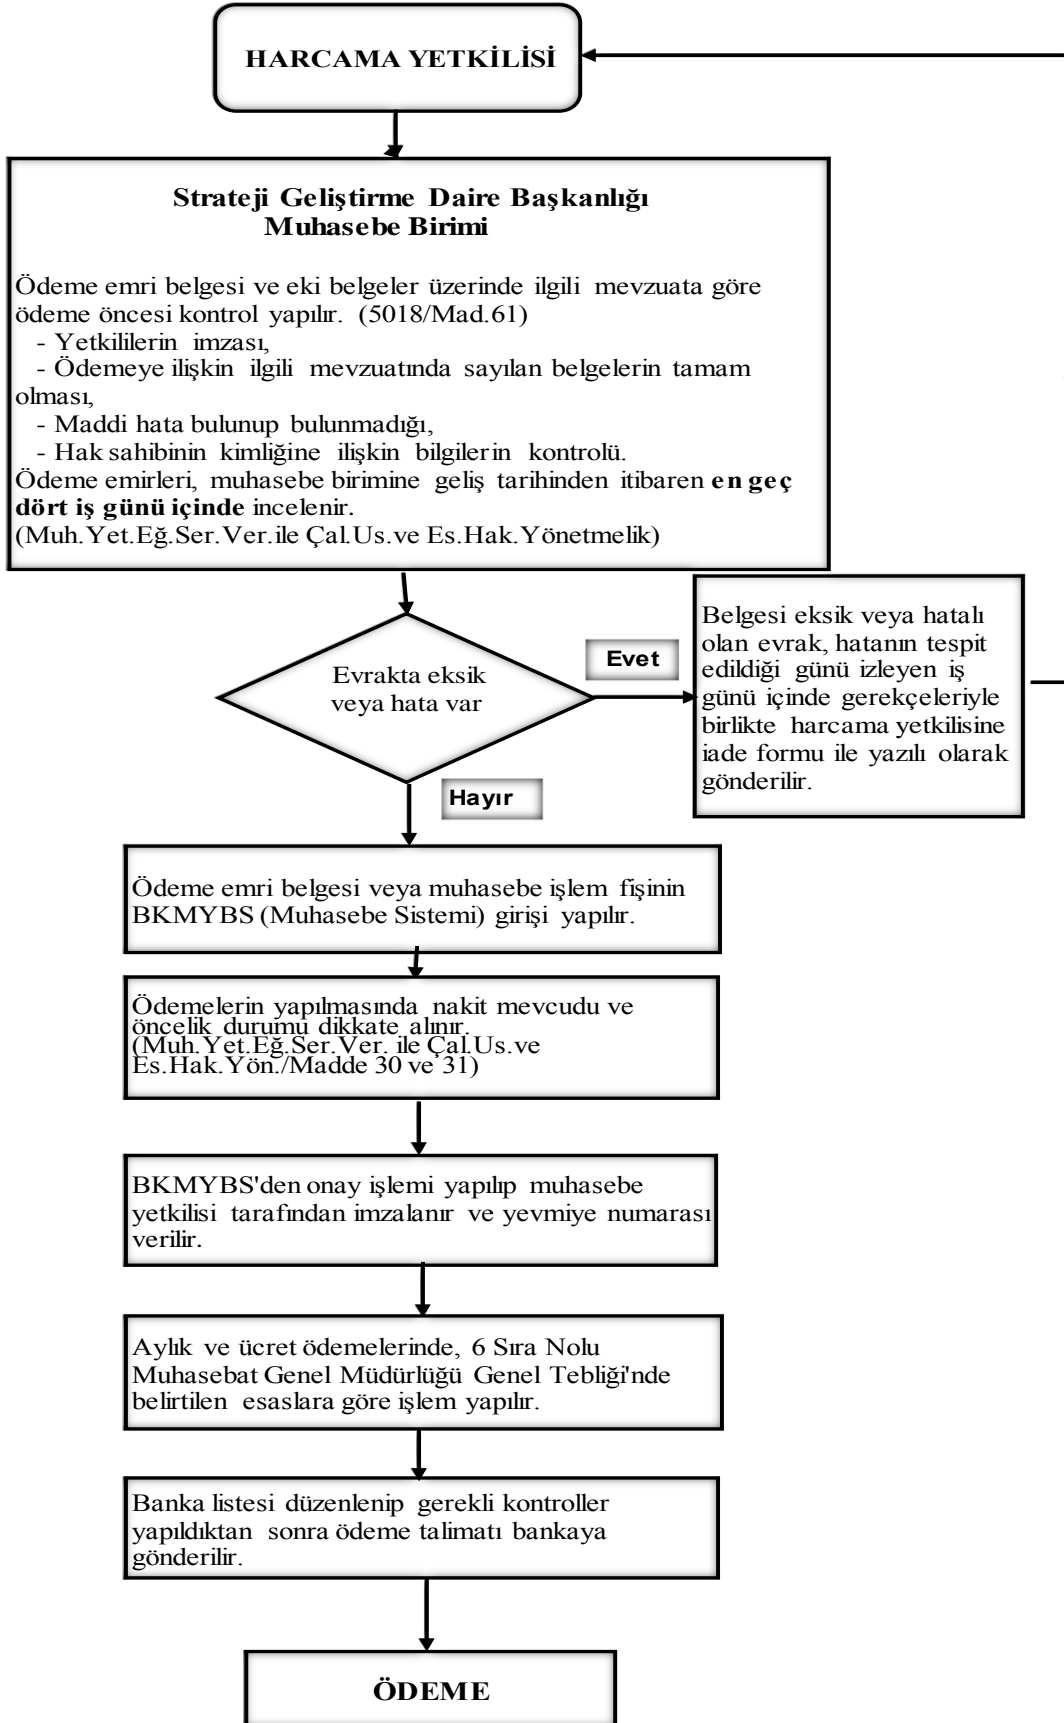 HARCAMA YETKİLİSİ
Strateji Geliştirme Daire Başkanlığı
Muhasebe Birimi
Ödeme emri belgesi ve eki belgeler üzerinde ilgili mevzuata göre
ödeme öncesi kontrol yapılır. (5018/Mad.61)
- Yetkililerin imzası,
- Ödemeye ilişkin ilgili mevzuatında sayılan belgelerin tamam
olması,
- Maddi hata bulunup bulunmadığı,
- Hak sahibinin kimliğine ilişkin bilgilerin kontrolü.
Ödeme emirleri, muhasebe birimine geliş tarihinden itibaren en geç
dört iş günü içinde incelenir.
(Muh.Yet.Eğ.Ser.Ver.ile Çal.Us.ve Es.Hak.Yönetmelik)
Evrakta eksik
veya hata var
Evet
Belgesi eksik veya hatalı
olan evrak, hatanın tespit
edildiği günü izleyen iş
günü içinde gerekçeleriyle
birlikte harcama yetkilisine
iade formu ile yazılı olarak
gönderilir.
Hayır
Ödeme emri belgesi veya muhasebe işlem fişinin
BKMYBS (Muhasebe Sistemi) girişi yapılır.
Ödemelerin yapılmasında nakit mevcudu ve
öncelik durumu dikkate alınır.
(Muh.Yet.Eğ.Ser.Ver. ile Çal.Us.ve
Es.Hak.Yön./Madde 30 ve 31)
BKMYBS'den onay işlemi yapılıp muhasebe
yetkilisi tarafından imzalanır ve yevmiye numarası
verilir.
Aylık ve ücret ödemelerinde, 6 Sıra Nolu
Muhasebat Genel Müdürlüğü Genel Tebliği'nde
belirtilen esaslara göre işlem yapılır.
Banka listesi düzenlenip gerekli kontroller
yapıldıktan sonra ödeme talimatı bankaya
gönderilir.
ÖDEME